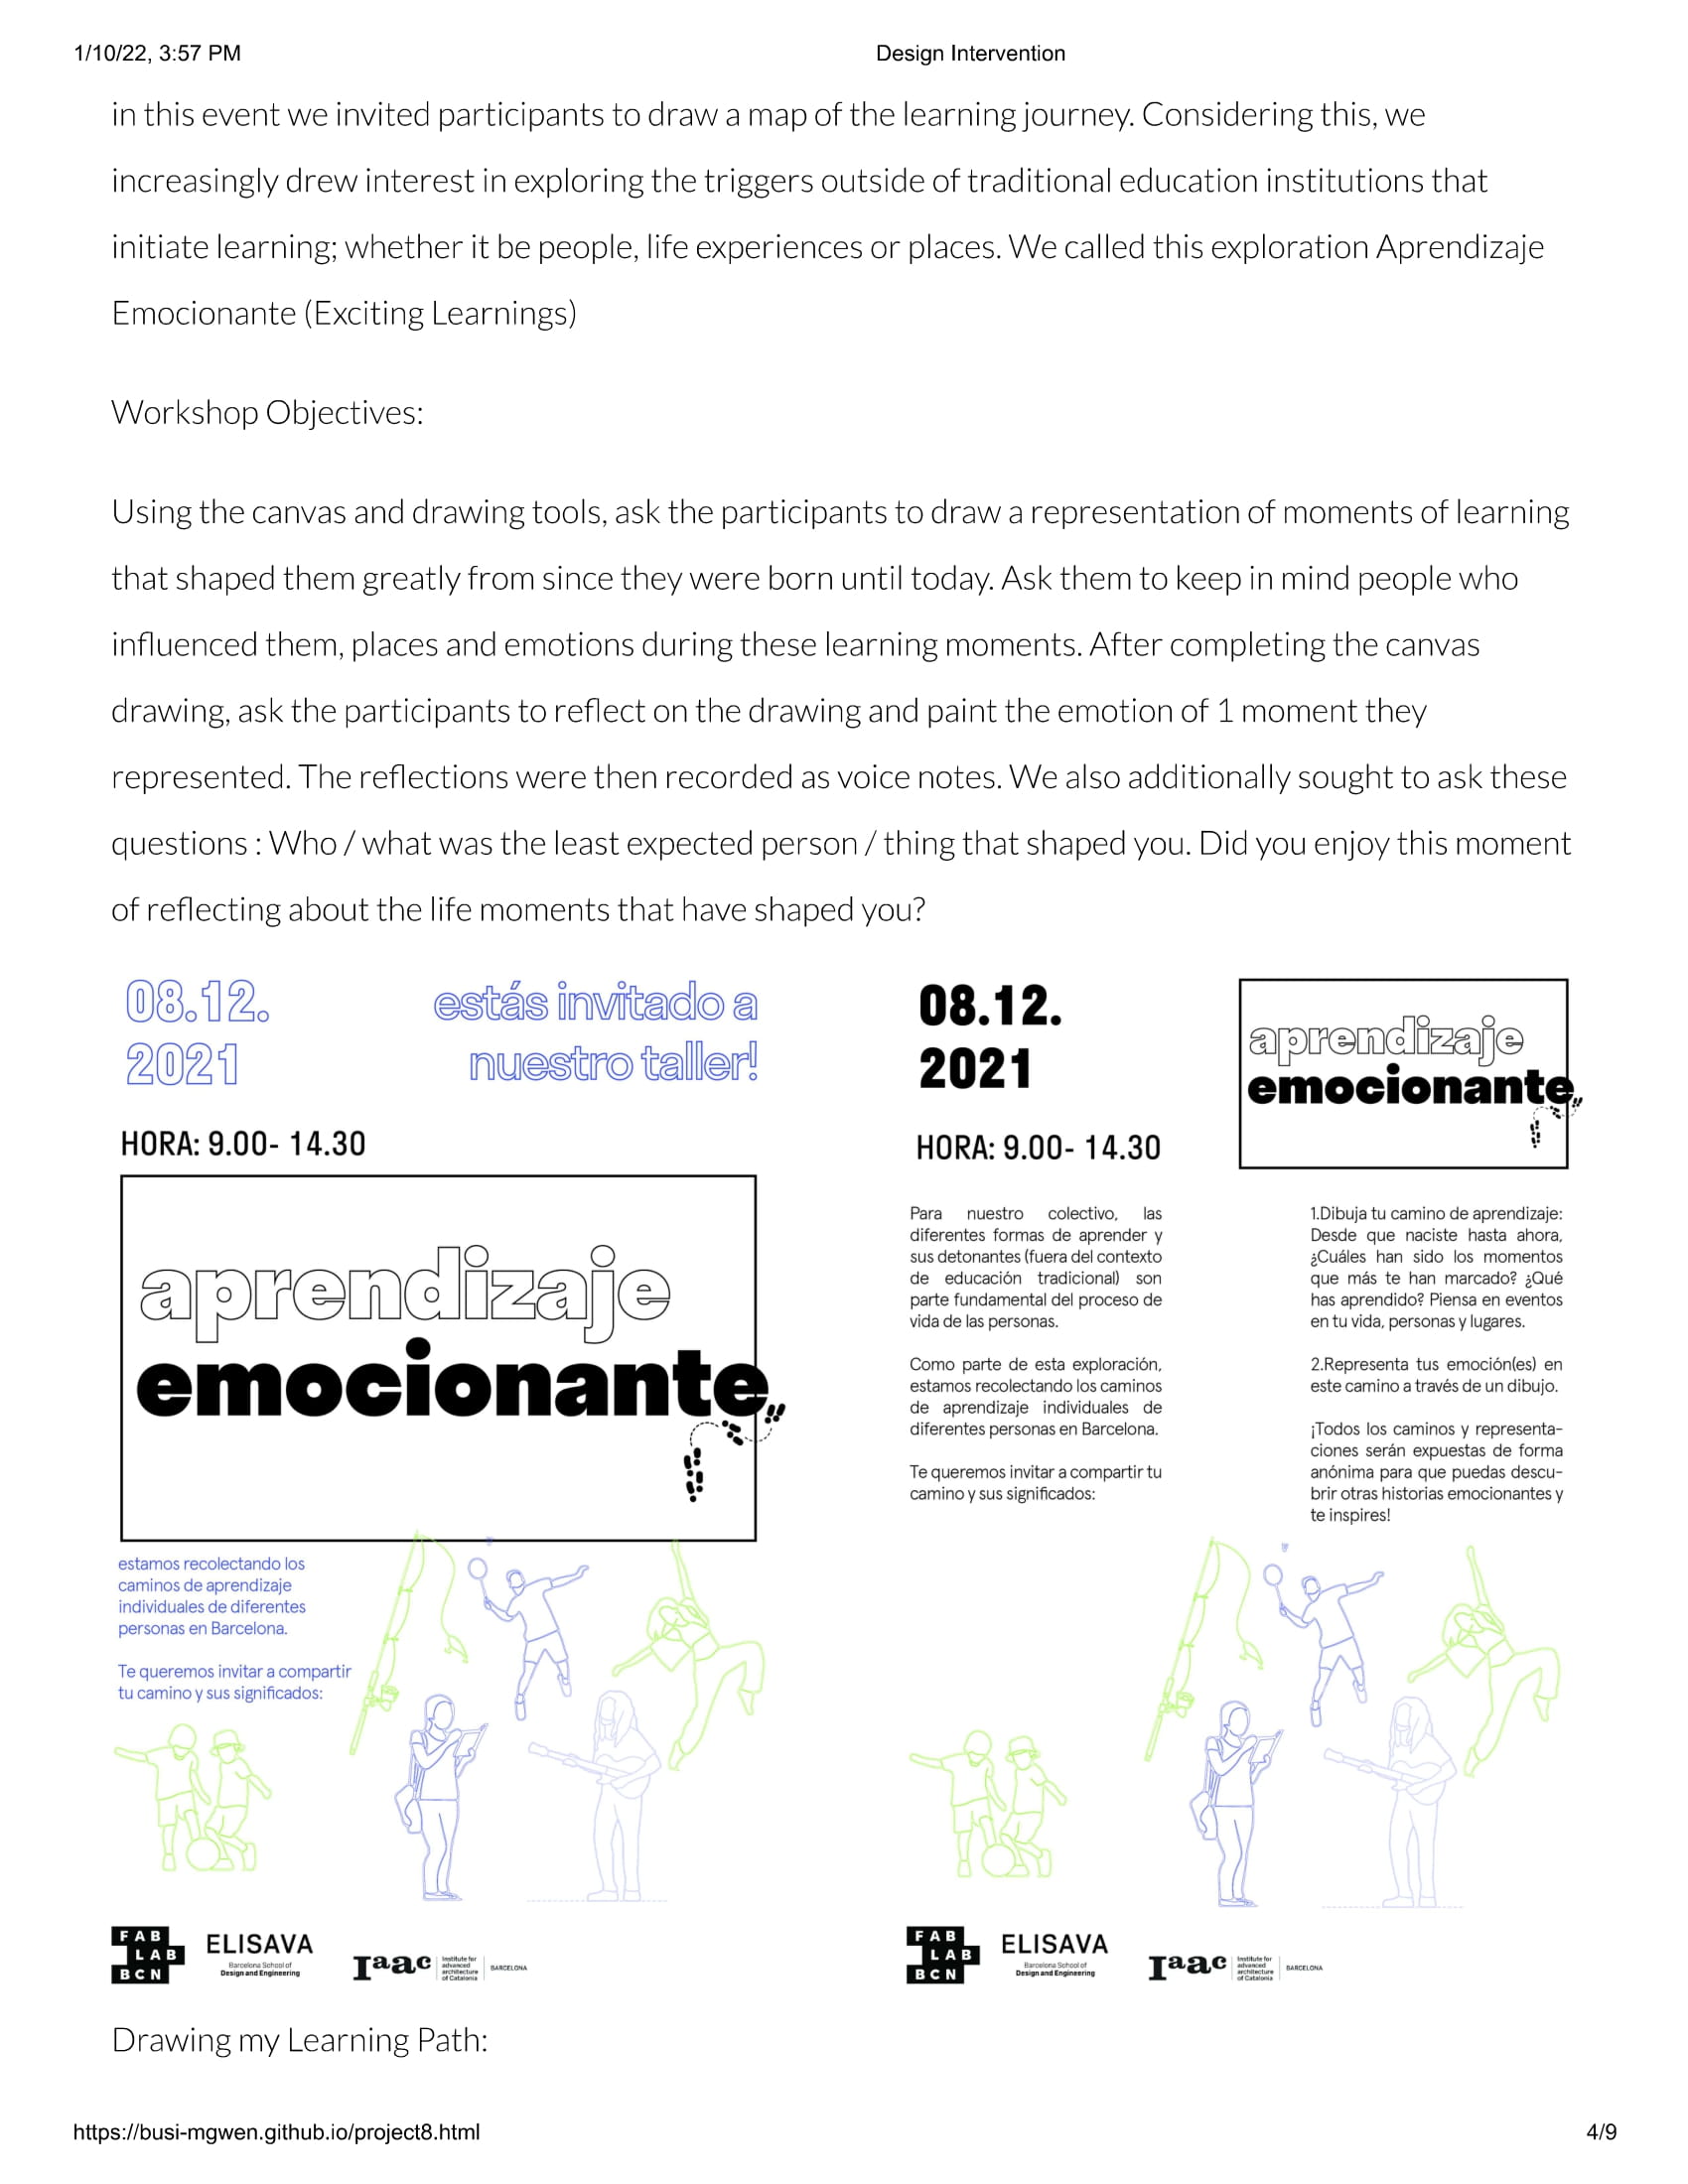 1/10/22, 3:57 PM
Design Intervention
in this event we invited participants to draw a map of the learning journey. Considering this, we
increasingly drew interest in exploring the triggers outside of traditional education institutions that
initiate learning; whether it be people, life experiences or places. We called this exploration Aprendizaje
Emocionante (Exciting Learnings)
Workshop Objectives:
Using the canvas and drawing tools, ask the participants to draw a representation of moments of learning
that shaped them greatly from since they were born until today. Ask them to keep in mind people who
influenced them, places and emotions during these learning moments. After completing the canvas
drawing, ask the participants to reflect on the drawing and paint the emotion of 1 moment they
represented. The reflections were then recorded as voice notes. We also additionally sought to ask these
questions : Who / what was the least expected person / thing that shaped you. Did you enjoy this moment
of reflecting about the life moments that have shaped you?
08.12.
2021
estás invitado a
nuestro taller!
HORA: 9.00- 14.30
aprendizaje
emocionante
estamos recolectando los
caminos de aprendizaje
individuales de diferentes
personas en Barcelona.
Te queremos invitar a compartir
tu camino y sus significados:
FAB
LAB
BCN
ELISAVA
Barcelona School of
Design and Engineering
Iaac
Institute for
advanced
architecture
of Catalonia
BARCELONA
08.12.
2021
HORA: 9.00- 14.30
aprendizaje
emocionante
Para nuestro colectivo, las
diferentes formas de aprender y
sus detonantes (fuera del contexto
de educación tradicional) son
parte fundamental del proceso de
vida de las personas.
Como parte de esta exploración,
estamos recolectando los caminos
de aprendizaje individuales de
diferentes personas en Barcelona.
Te queremos invitar a compartir tu
camino y sus significados:
1.Dibuja tu camino de aprendizaje:
Desde que naciste hasta ahora,
¿Cuáles han sido los momentos
que más te han marcado? ¿Qué
has aprendido? Piensa en eventos
en tu vida, personas y lugares.
2.Representa tus emoción(es) en
este camino a través de un dibujo.
¡Todos los caminos y representa-
ciones serán expuestas de forma
anónima para que puedas descu-
brir otras historias emocionantes y
te inspires!
FAB
LAB
BCN
ELISAVA
Barcelona School of
Design and Engineering
Iaac
Institute for
advanced
architecture
of Catalonia
BARCELONA
Drawing my Learning Path:
https://busi-mgwen.github.io/project8.html
4/9